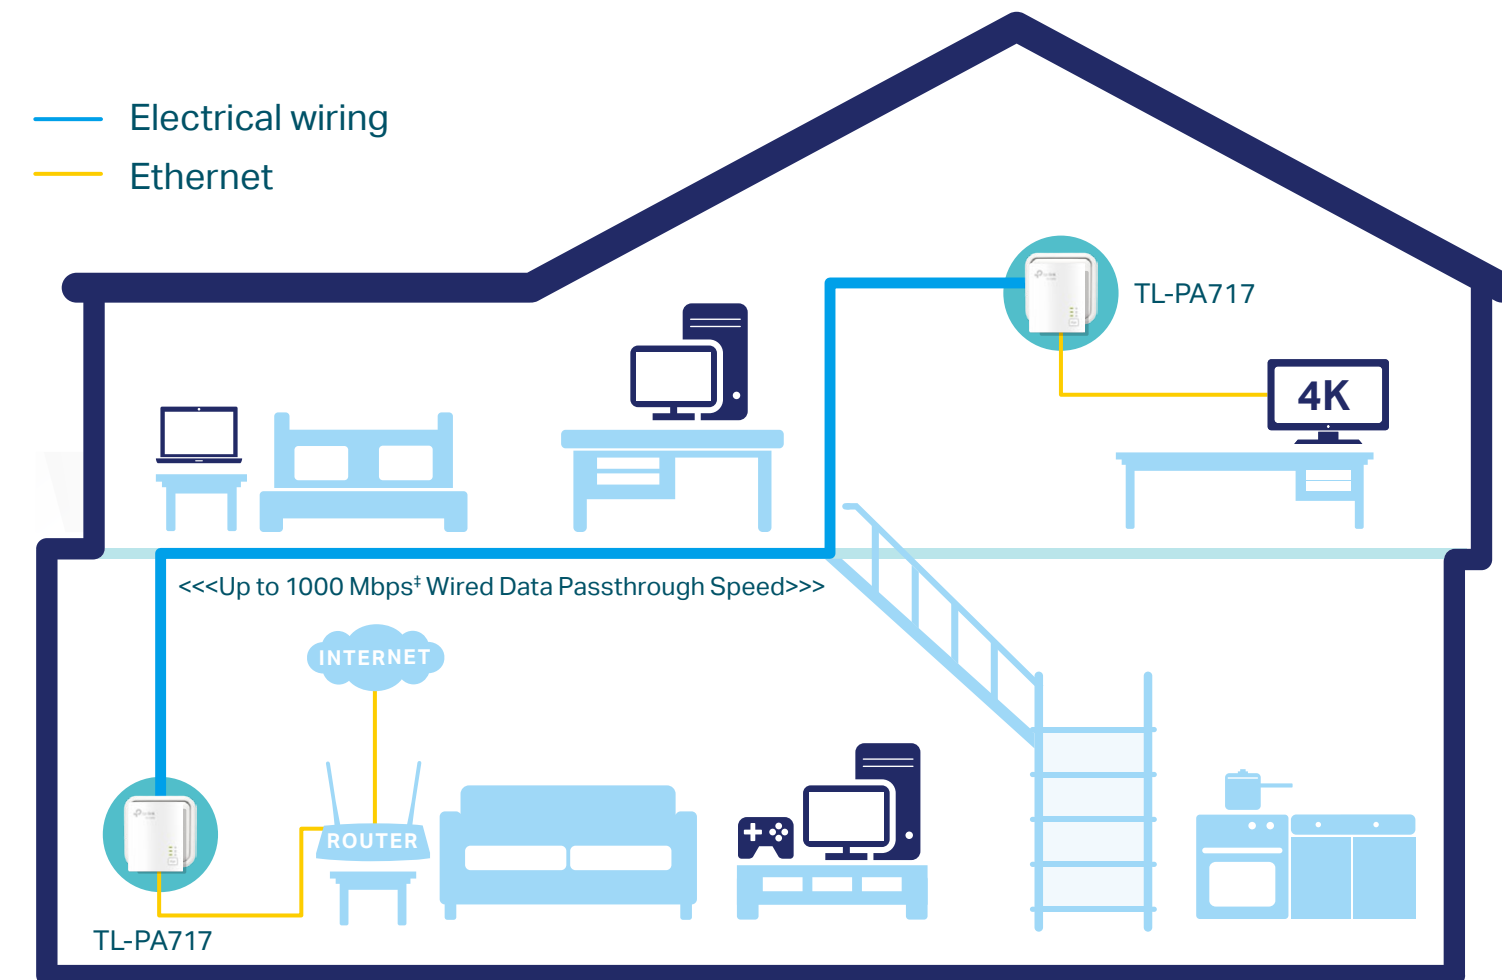 Electrical wiring
Ethernet
TL-PA717
4K
<<<Up to 1000 Mbps‡ Wired Data Passthrough Speed>>>
INTERNET
ROUTER
TL-PA717